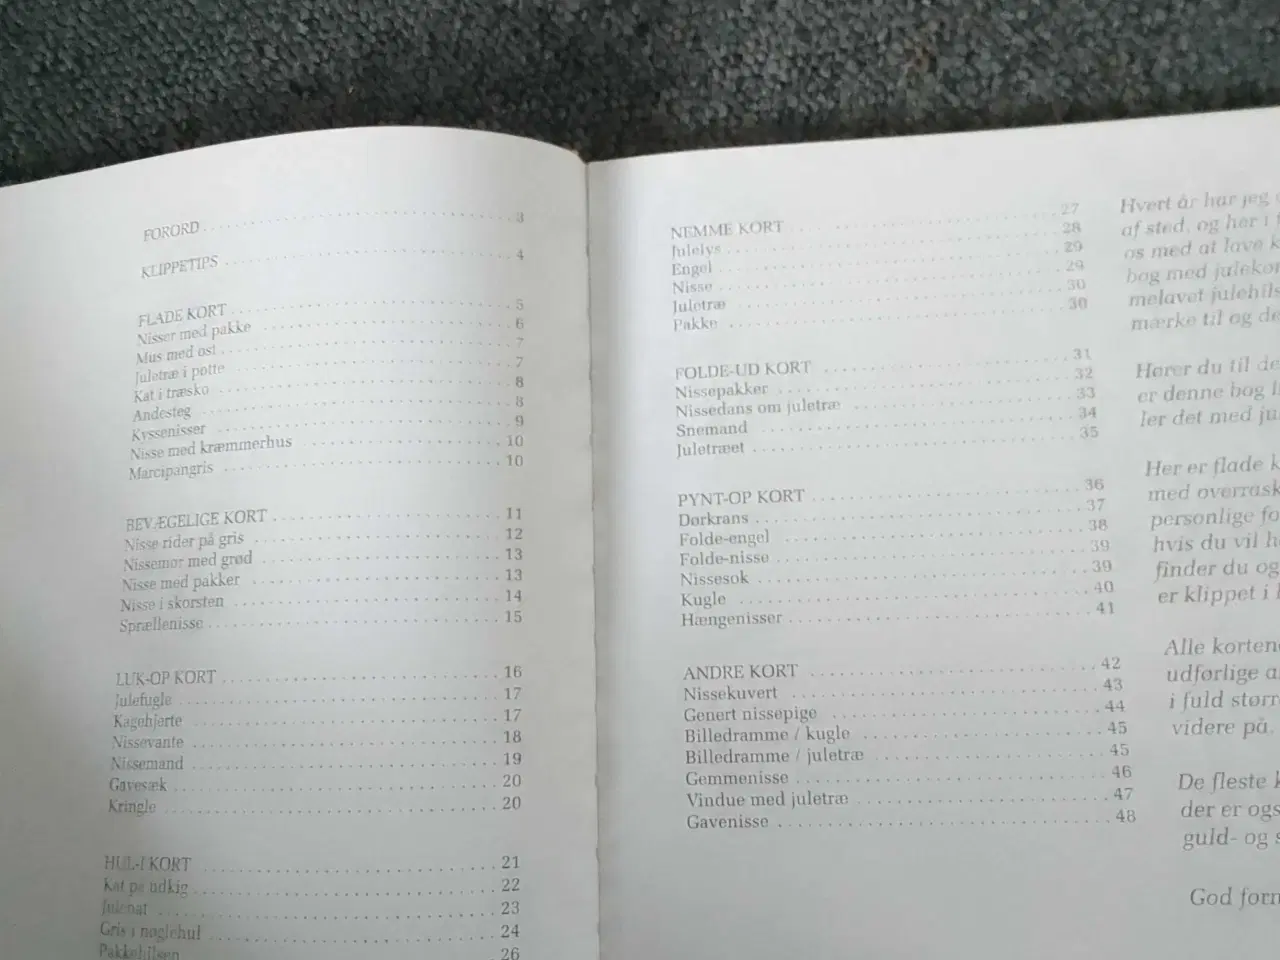 FORORD . . . . . . . . . . 3
KLIPPETIPS . . . . . . . . . . 4
FLADE KORT . . . . . . . . . . 5
Nisser med pakke . . . . . . . . . . 6
Mus med ost . . . . . . . . . . 7
Juletræ i potte . . . . . . . . . . 7
Kat i træsko . . . . . . . . . . 8
Andesteg . . . . . . . . . . 8
Kyssenisser . . . . . . . . . . 9
Nisse med kræmmerhus . . . . . . . . . . 10
Marcipangris . . . . . . . . . . 10
BEVÆGELIGE KORT . . . . . . . . . . 11
Nisse rider på gris . . . . . . . . . . 12
Nissemor med grød . . . . . . . . . . 13
Nisse med pakker . . . . . . . . . . 13
Nisse i skorsten . . . . . . . . . . 14
Sprællenisse . . . . . . . . . . 15
LUK-OP KORT . . . . . . . . . . 16
Julefugle . . . . . . . . . . 17
Kagehjerte . . . . . . . . . . 17
Nissevante . . . . . . . . . . 18
Nissemand . . . . . . . . . . 19
Gavesæk . . . . . . . . . . 20
Kringle . . . . . . . . . . 20
HUL-I KORT . . . . . . . . . . 21
Kat på udkig . . . . . . . . . . 22
Julenat . . . . . . . . . . 23
Gris i nøglehul . . . . . . . . . . 24
Pakkehilsen . . . . . . . . . . 26
NEMME KORT . . . . . . . . . . 27
Julelys . . . . . . . . . . 28
Engel . . . . . . . . . . 29
Nisse . . . . . . . . . . 29
Juletræ . . . . . . . . . . 30
Pakke . . . . . . . . . . 30
FOLDE-UD KORT . . . . . . . . . . 31
Nissepakker . . . . . . . . . . 32
Nissedans om juletræ . . . . . . . . . . 33
Snemand . . . . . . . . . . 34
Juletræet . . . . . . . . . . 35
PYNT-OP KORT . . . . . . . . . . 36
Dørkrans . . . . . . . . . . 37
Folde-engel . . . . . . . . . . 38
Folde-nisse . . . . . . . . . . 39
Nissesok . . . . . . . . . . 39
Kugle . . . . . . . . . . 40
Hængenisser . . . . . . . . . . 41
ANDRE KORT . . . . . . . . . . 42
Nissekuvert . . . . . . . . . . 43
Genert nissepige . . . . . . . . . . 44
Billedramme / kugle . . . . . . . . . . 45
Billedramme / juletræ . . . . . . . . . . 45
Gemmenisse . . . . . . . . . . 46
Vindue med juletræ . . . . . . . . . . 47
Gavenisse . . . . . . . . . . 48
Hvert år har jeg
af sted, og her i
os med at lave
bog med julekor
melavet julehils
mærke til og de
Hører du til de
er denne bog
ler det med ju
Her er flade
med overrask
personlige fo
hvis du vil
finder du og
er klippet i
Alle kortene
udførlige
i fuld størr
videre på.
De fleste
der er ogs
guld- og
God forn